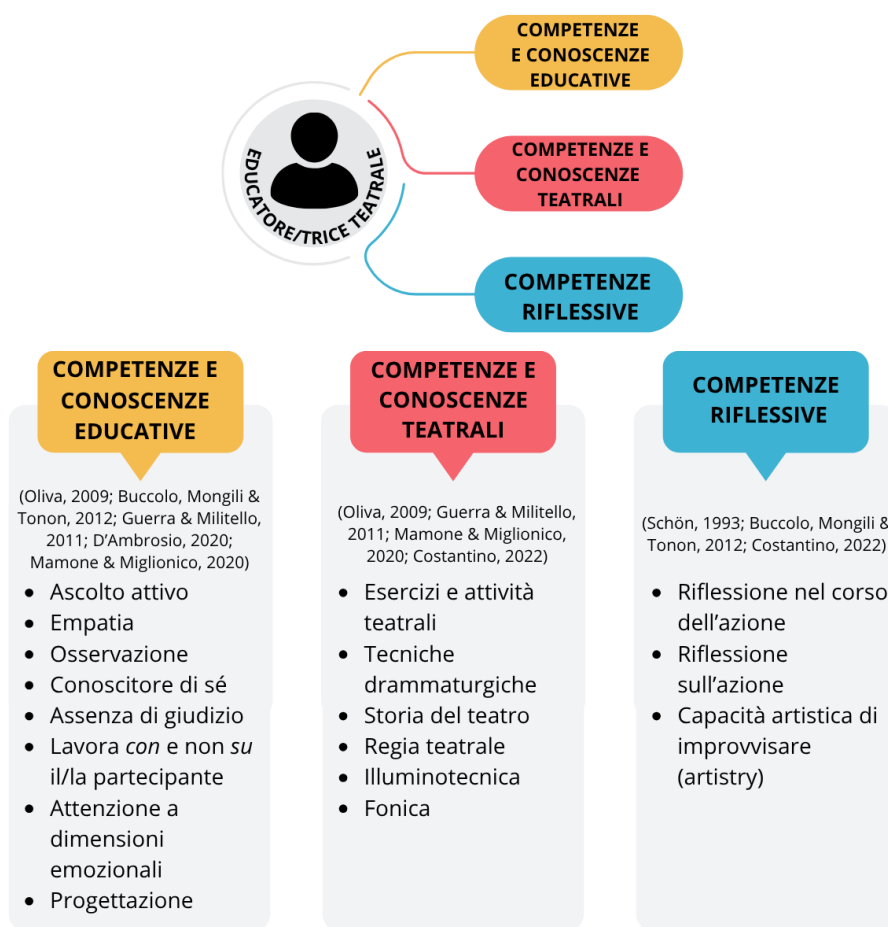 COMPETENZE
E CONOSCENZE
EDUCATIVE
EDUCATORE/TRICE TEATRALE
COMPETENZE E
CONOSCENZE
TEATRALI
COMPETENZE
RIFLESSIVE
COMPETENZE E
CONOSCENZE
EDUCATIVE
(Oliva, 2009; Buccolo, Mongili &
Tonon, 2012; Guerra & Militello,
2011; D’Ambrosio, 2020;
Mamone & Miglionico, 2020)
• Ascolto attivo
• Empatia
• Osservazione
• Conoscitore di sé
• Assenza di giudizio
• Lavora con e non su
il/la partecipante
• Attenzione a
dimensioni
emozionali
• Progettazione
COMPETENZE E
CONOSCENZE
TEATRALI
(Oliva, 2009; Guerra & Militello,
2011; Mamone & Miglionico,
2020; Costantino, 2022)
• Esercizi e attività
teatrali
• Tecniche
drammaturgiche
• Storia del teatro
• Regia teatrale
• Illuminotecnica
• Fonica
COMPETENZE
RIFLESSIVE
(Schön, 1993; Buccolo, Mongili &
Tonon, 2012; Costantino, 2022)
• Riflessione nel corso
dell’azione
• Riflessione
sull’azione
• Capacità artistica di
improvvisare
(artistry)